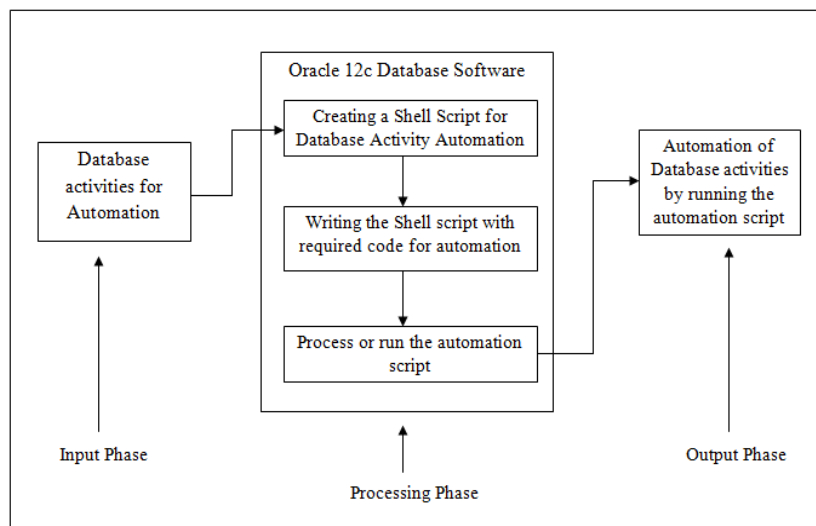 Oracle 12c Database Software
Creating a Shell Script for
Database Activity Automation
Database
activities for
Automation
Writing the Shell script with
required code for automation
Process or run the automation
script
Automation of
Database activities
by running the
automation script
Input Phase
Processing Phase
Output Phase